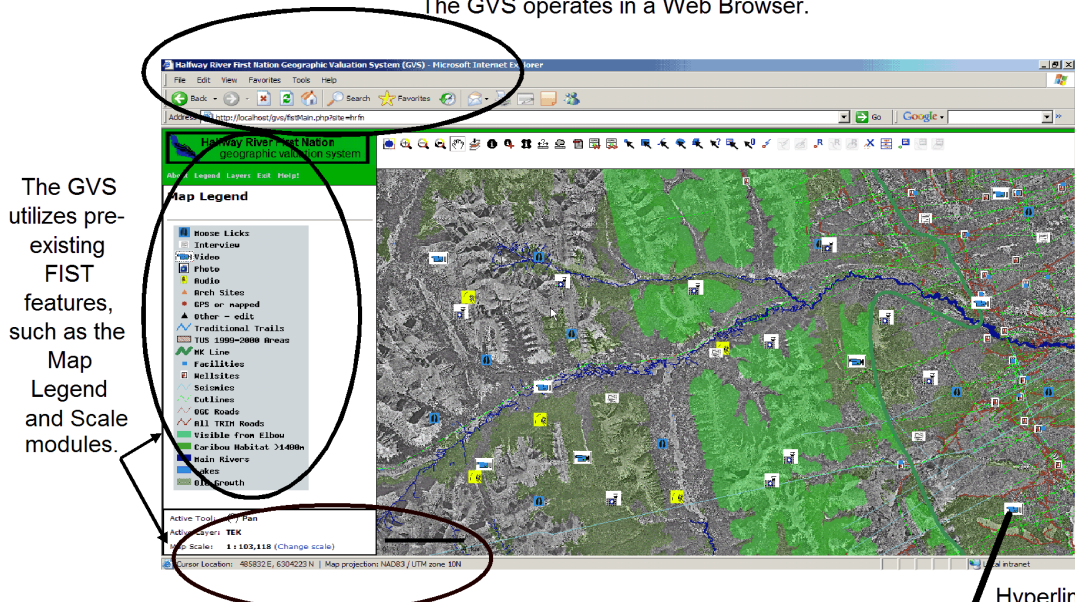 The GVS operates in a Web Browser.
Halfway River First Nation Geographic Valuation System (GVS) - Microsoft Internet Explorer
File Edit View Favorites Tools Help
Back Search Favorites
Address http://localhost/gvs/fistMain.php?site=hrfn Go Google
Halfway River First Nation
geographic valuation system
About Legend Layers Exit Help!
Map Legend
Moose Licks
Interview
Video
Photo
Audio
Arch Sites
GPS or mapped
Other - edit
Traditional Trails
TUS 1999-2000 Areas
MK Line
Facilities
Wellsites
Seismics
Cutlines
OGC Roads
All TRIM Roads
Visible from Elbow
Caribou Habitat >1400m
Main Rivers
Lakes
Old Growth
Active Tool: Pan
Active Layer: TEK
Map Scale: 1:103,118 (Change scale)
Cursor Location: 485832 E, 6304223 N | Map projection: NAD83 / UTM zone 10N
Local intranet
The GVS
utilizes pre-
existing
FIST
features,
such as the
Map
Legend
and Scale
modules.
Hyperlin